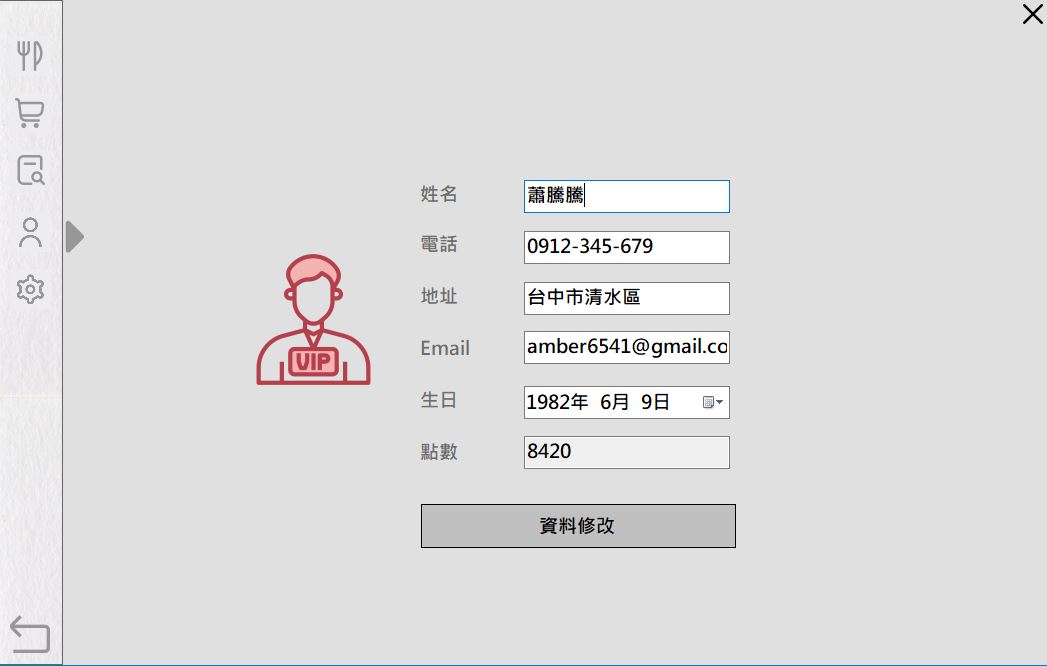 姓名 蕭騰騰
電話 0912-345-679
地址 台中市清水區
Email amber6541@gmail.co
生日 1982年 6月 9日
點數 8420
VIP
資料修改